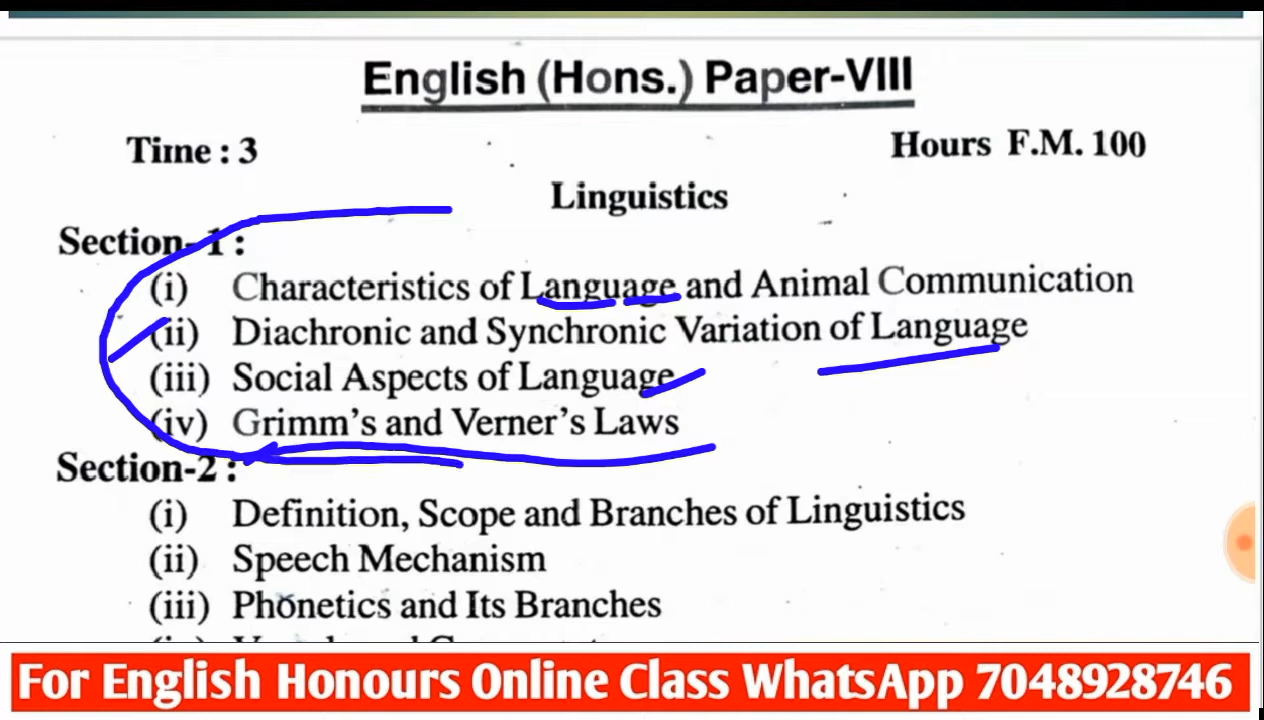 English (Hons.) Paper-VIII
Time : 3 Hours F.M. 100
Linguistics
Section-1 :
(i) Characteristics of Language and Animal Communication
(ii) Diachronic and Synchronic Variation of Language
(iii) Social Aspects of Language
(iv) Grimm's and Verner's Laws
Section-2 :
(i) Definition, Scope and Branches of Linguistics
(ii) Speech Mechanism
(iii) Phonetics and Its Branches
For English Honours Online Class WhatsApp 7048928746